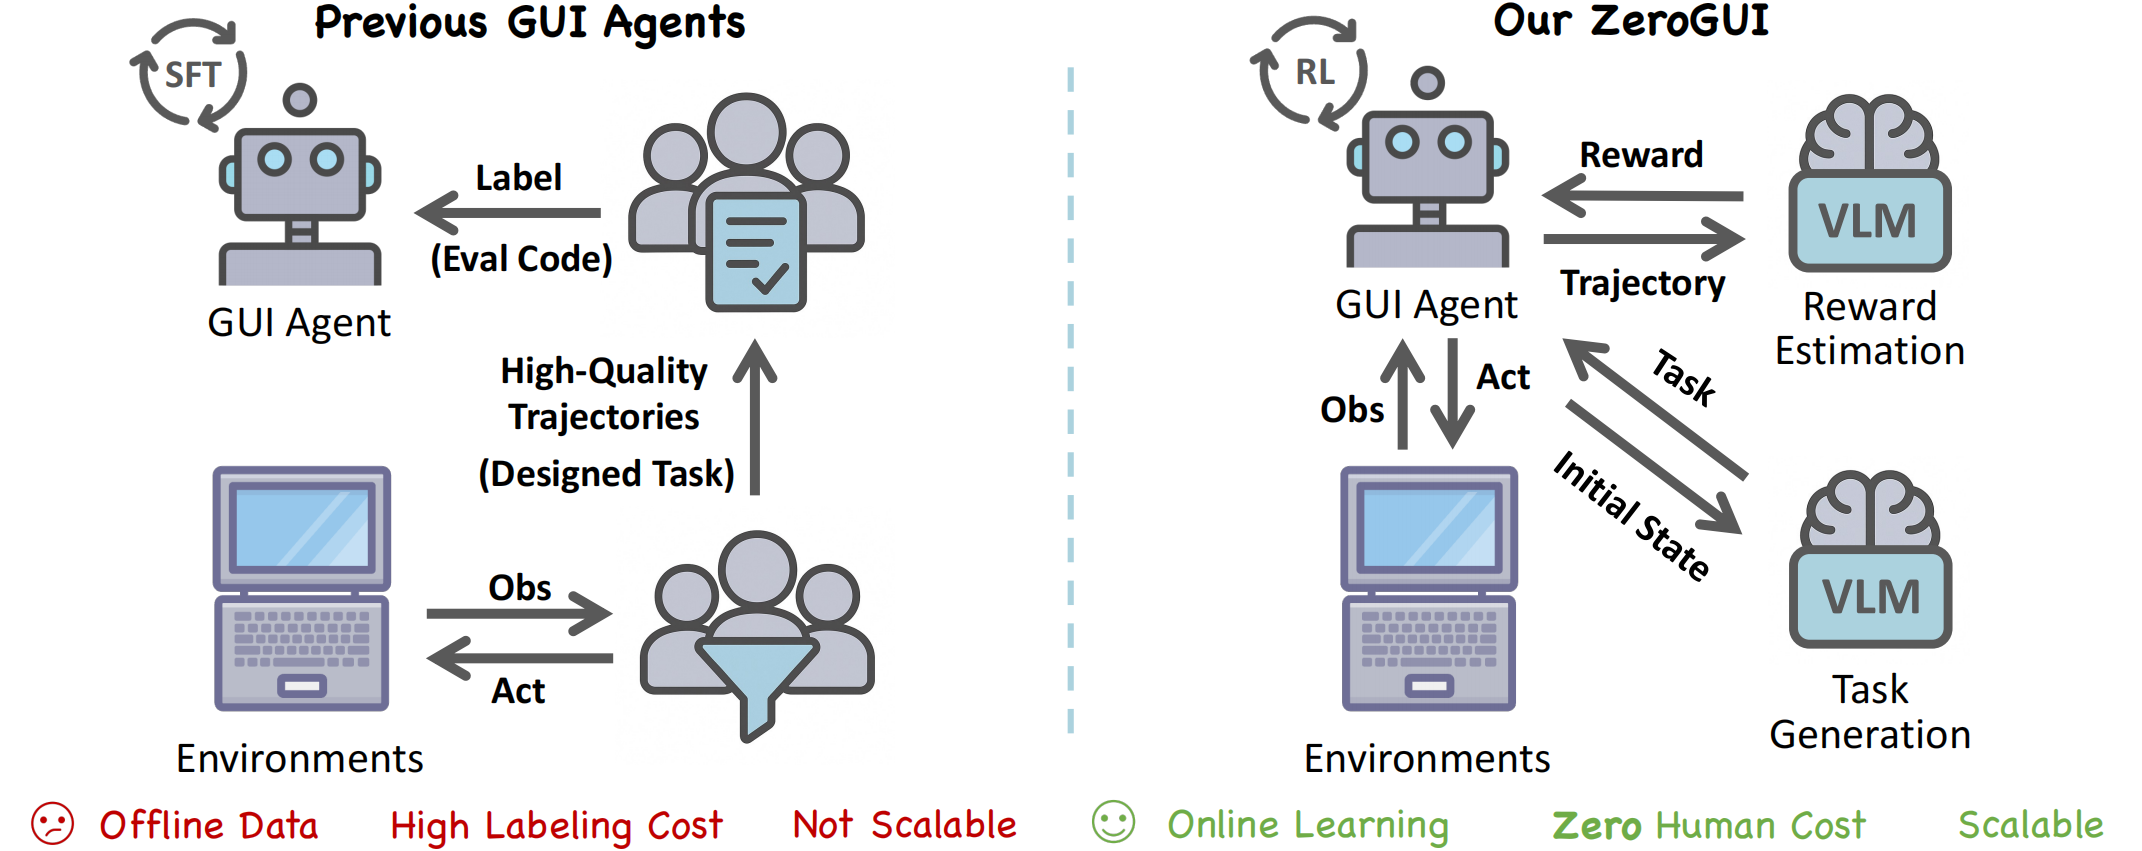 Previous GUI Agents
SFT
Label
(Eval Code)
GUI Agent
High-Quality
Trajectories
(Designed Task)
Obs
Act
Environments
Offline Data
High Labeling Cost
Not Scalable
Our ZeroGUI
RL
Reward
Trajectory
VLM
GUI Agent
Reward
Estimation
Obs
Act
Task
Initial State
VLM
Task
Generation
Environments
Online Learning
Zero Human Cost
Scalable